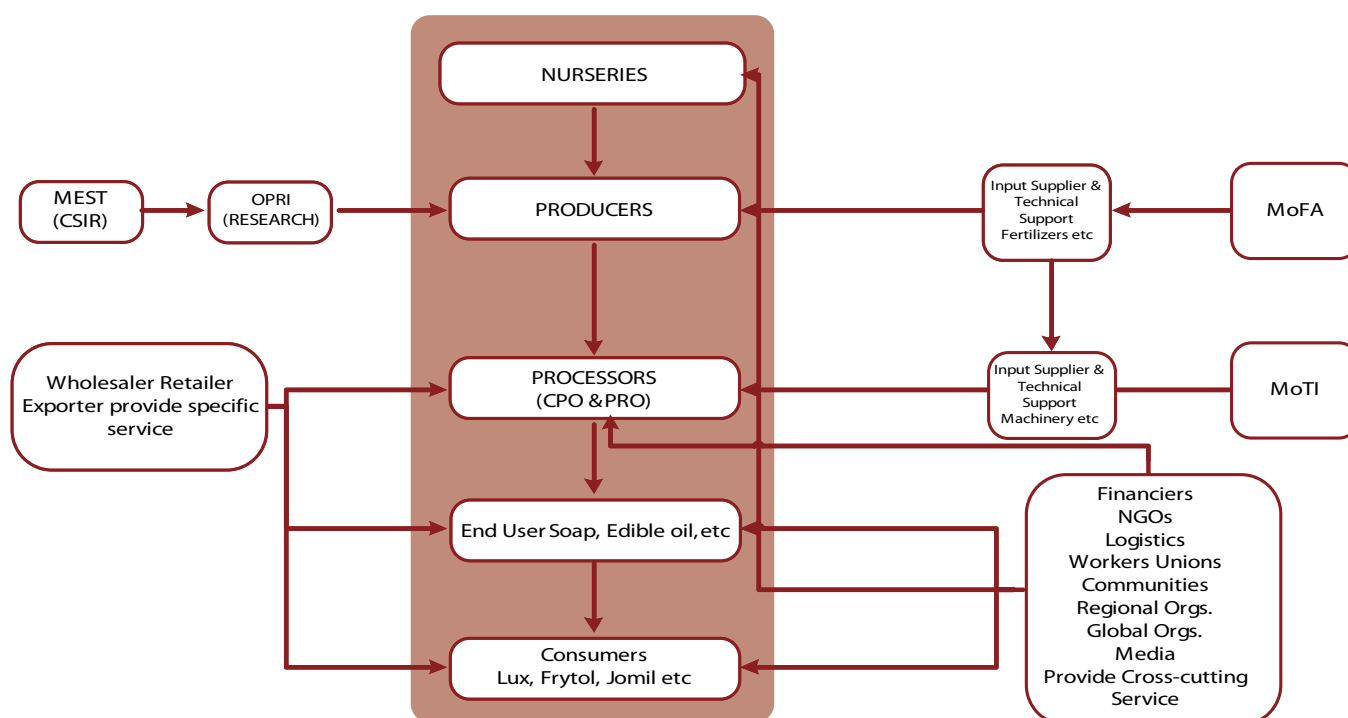 NURSERIES
MEST
(CSIR)
OPRI
(RESEARCH)
PRODUCERS
Input Supplier &
Technical
Support
Fertilizers etc
MoFA
Wholesaler Retailer
Exporter provide specific
service
PROCESSORS
(CPO & PRO)
Input Supplier &
Technical
Support
Machinery etc
MoTI
End User Soap, Edible oil, etc
Consumers
Lux, Frytol, Jomil etc
Financiers
NGOs
Logistics
Workers Unions
Communities
Regional Orgs.
Global Orgs.
Media
Provide Cross-cutting
Service